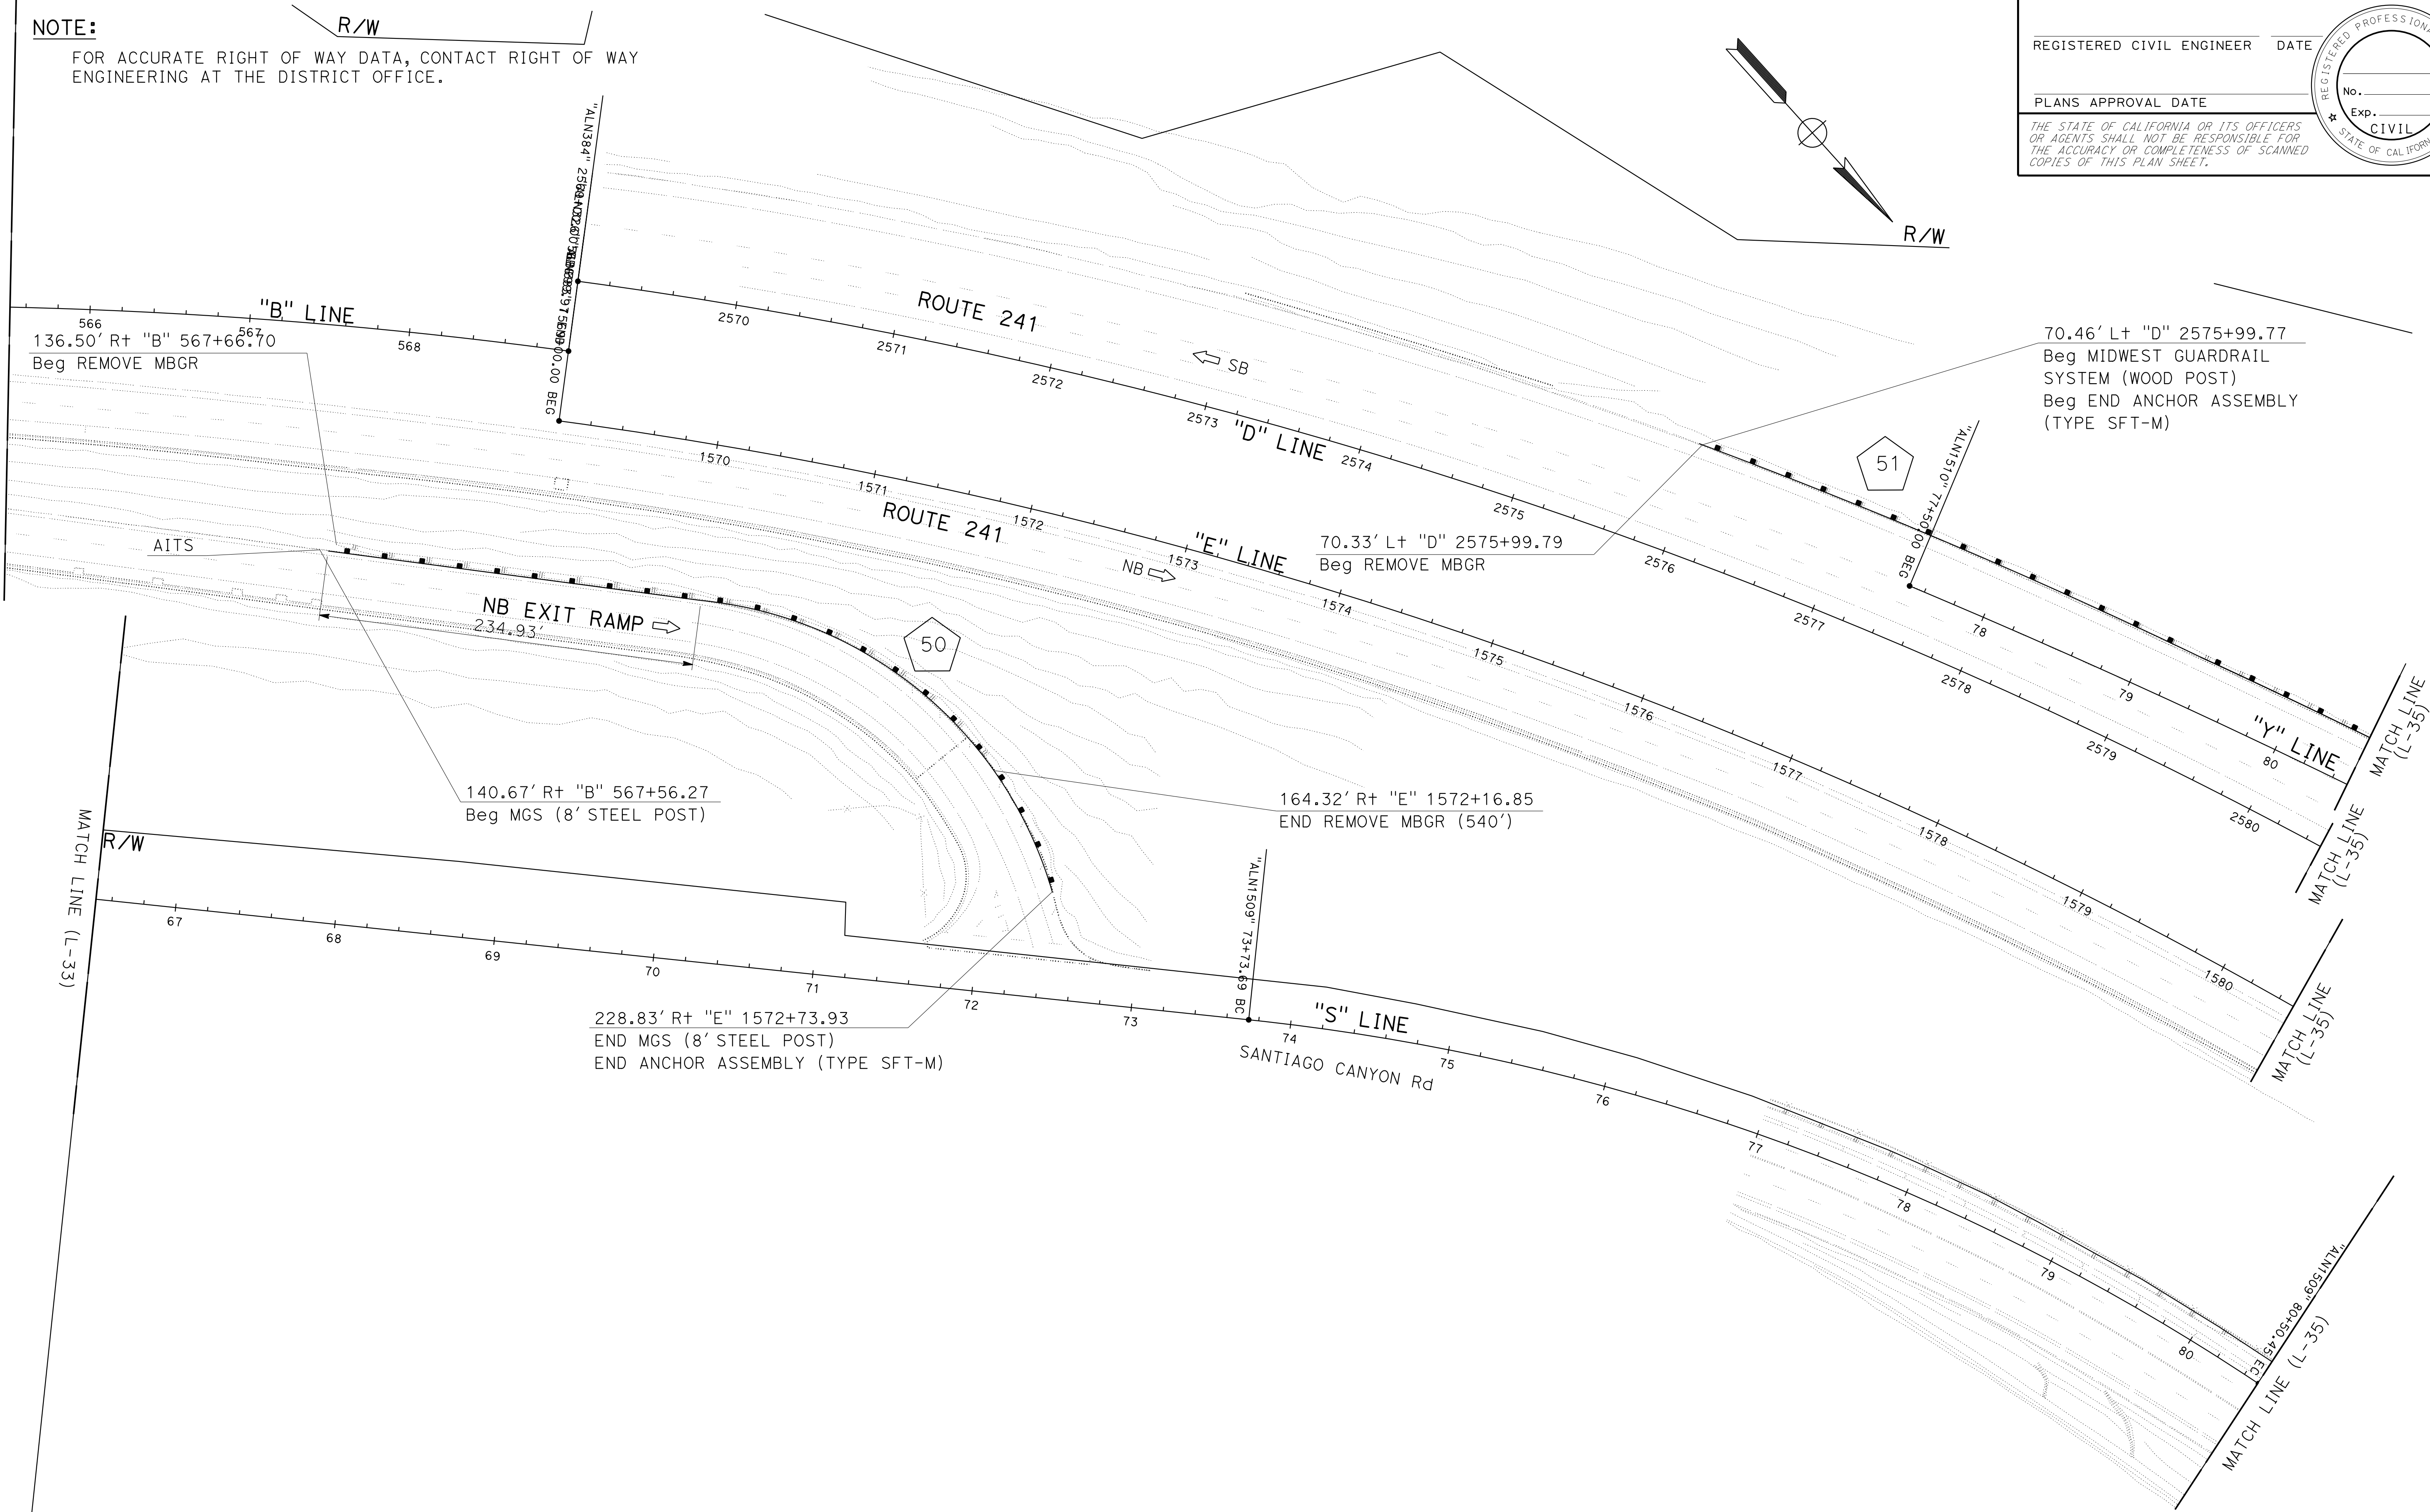 NOTE:
FOR ACCURATE RIGHT OF WAY DATA, CONTACT RIGHT OF WAY
ENGINEERING AT THE DISTRICT OFFICE.
R/W
REGISTERED CIVIL ENGINEER DATE
PLANS APPROVAL DATE
THE STATE OF CALIFORNIA OR ITS OFFICERS
OR AGENTS SHALL NOT BE RESPONSIBLE FOR
THE ACCURACY OR COMPLETENESS OF SCANNED
COPIES OF THIS PLAN SHEET.
REGISTERED
No.
Exp.
CIVIL
STATE OF
R/W
"ALN384"
BEG
"B" LINE
566
567
568
136.50' Rt "B" 567+66.70
Beg REMOVE MBGR
ROUTE 241
SB
2570
2571
2572
2573
"D" LINE
2574
2575
2576
2577
2578
2579
2580
70.46' Lt "D" 2575+99.77
Beg MIDWEST GUARDRAIL
SYSTEM (WOOD POST)
Beg END ANCHOR ASSEMBLY
(TYPE SFT-M)
51
"ALN1510" 77+50.00 BEG
70.33' Lt "D" 2575+99.79
Beg REMOVE MBGR
1570
1571
1572
1573
"E" LINE
1574
1575
1576
1577
1578
1579
1580
ROUTE 241
NB
AITS
NB EXIT RAMP
234.93'
50
78
79
80
"Y" LINE
MATCH LINE
(L-35)
MATCH LINE
(L-35)
MATCH LINE
(L-35)
140.67' Rt "B" 567+56.27
Beg MGS (8' STEEL POST)
164.32' Rt "E" 1572+16.85
END REMOVE MBGR (540')
MATCH LINE (L-33)
R/W
67
68
69
70
71
72
73
74
75
76
77
78
79
80
"ALN1509" 73+73.69 BC
"S" LINE
SANTIAGO CANYON Rd
228.83' Rt "E" 1572+73.93
END MGS (8' STEEL POST)
END ANCHOR ASSEMBLY (TYPE SFT-M)
"ALN1509" 80+50.45 EC
MATCH LINE (L-35)